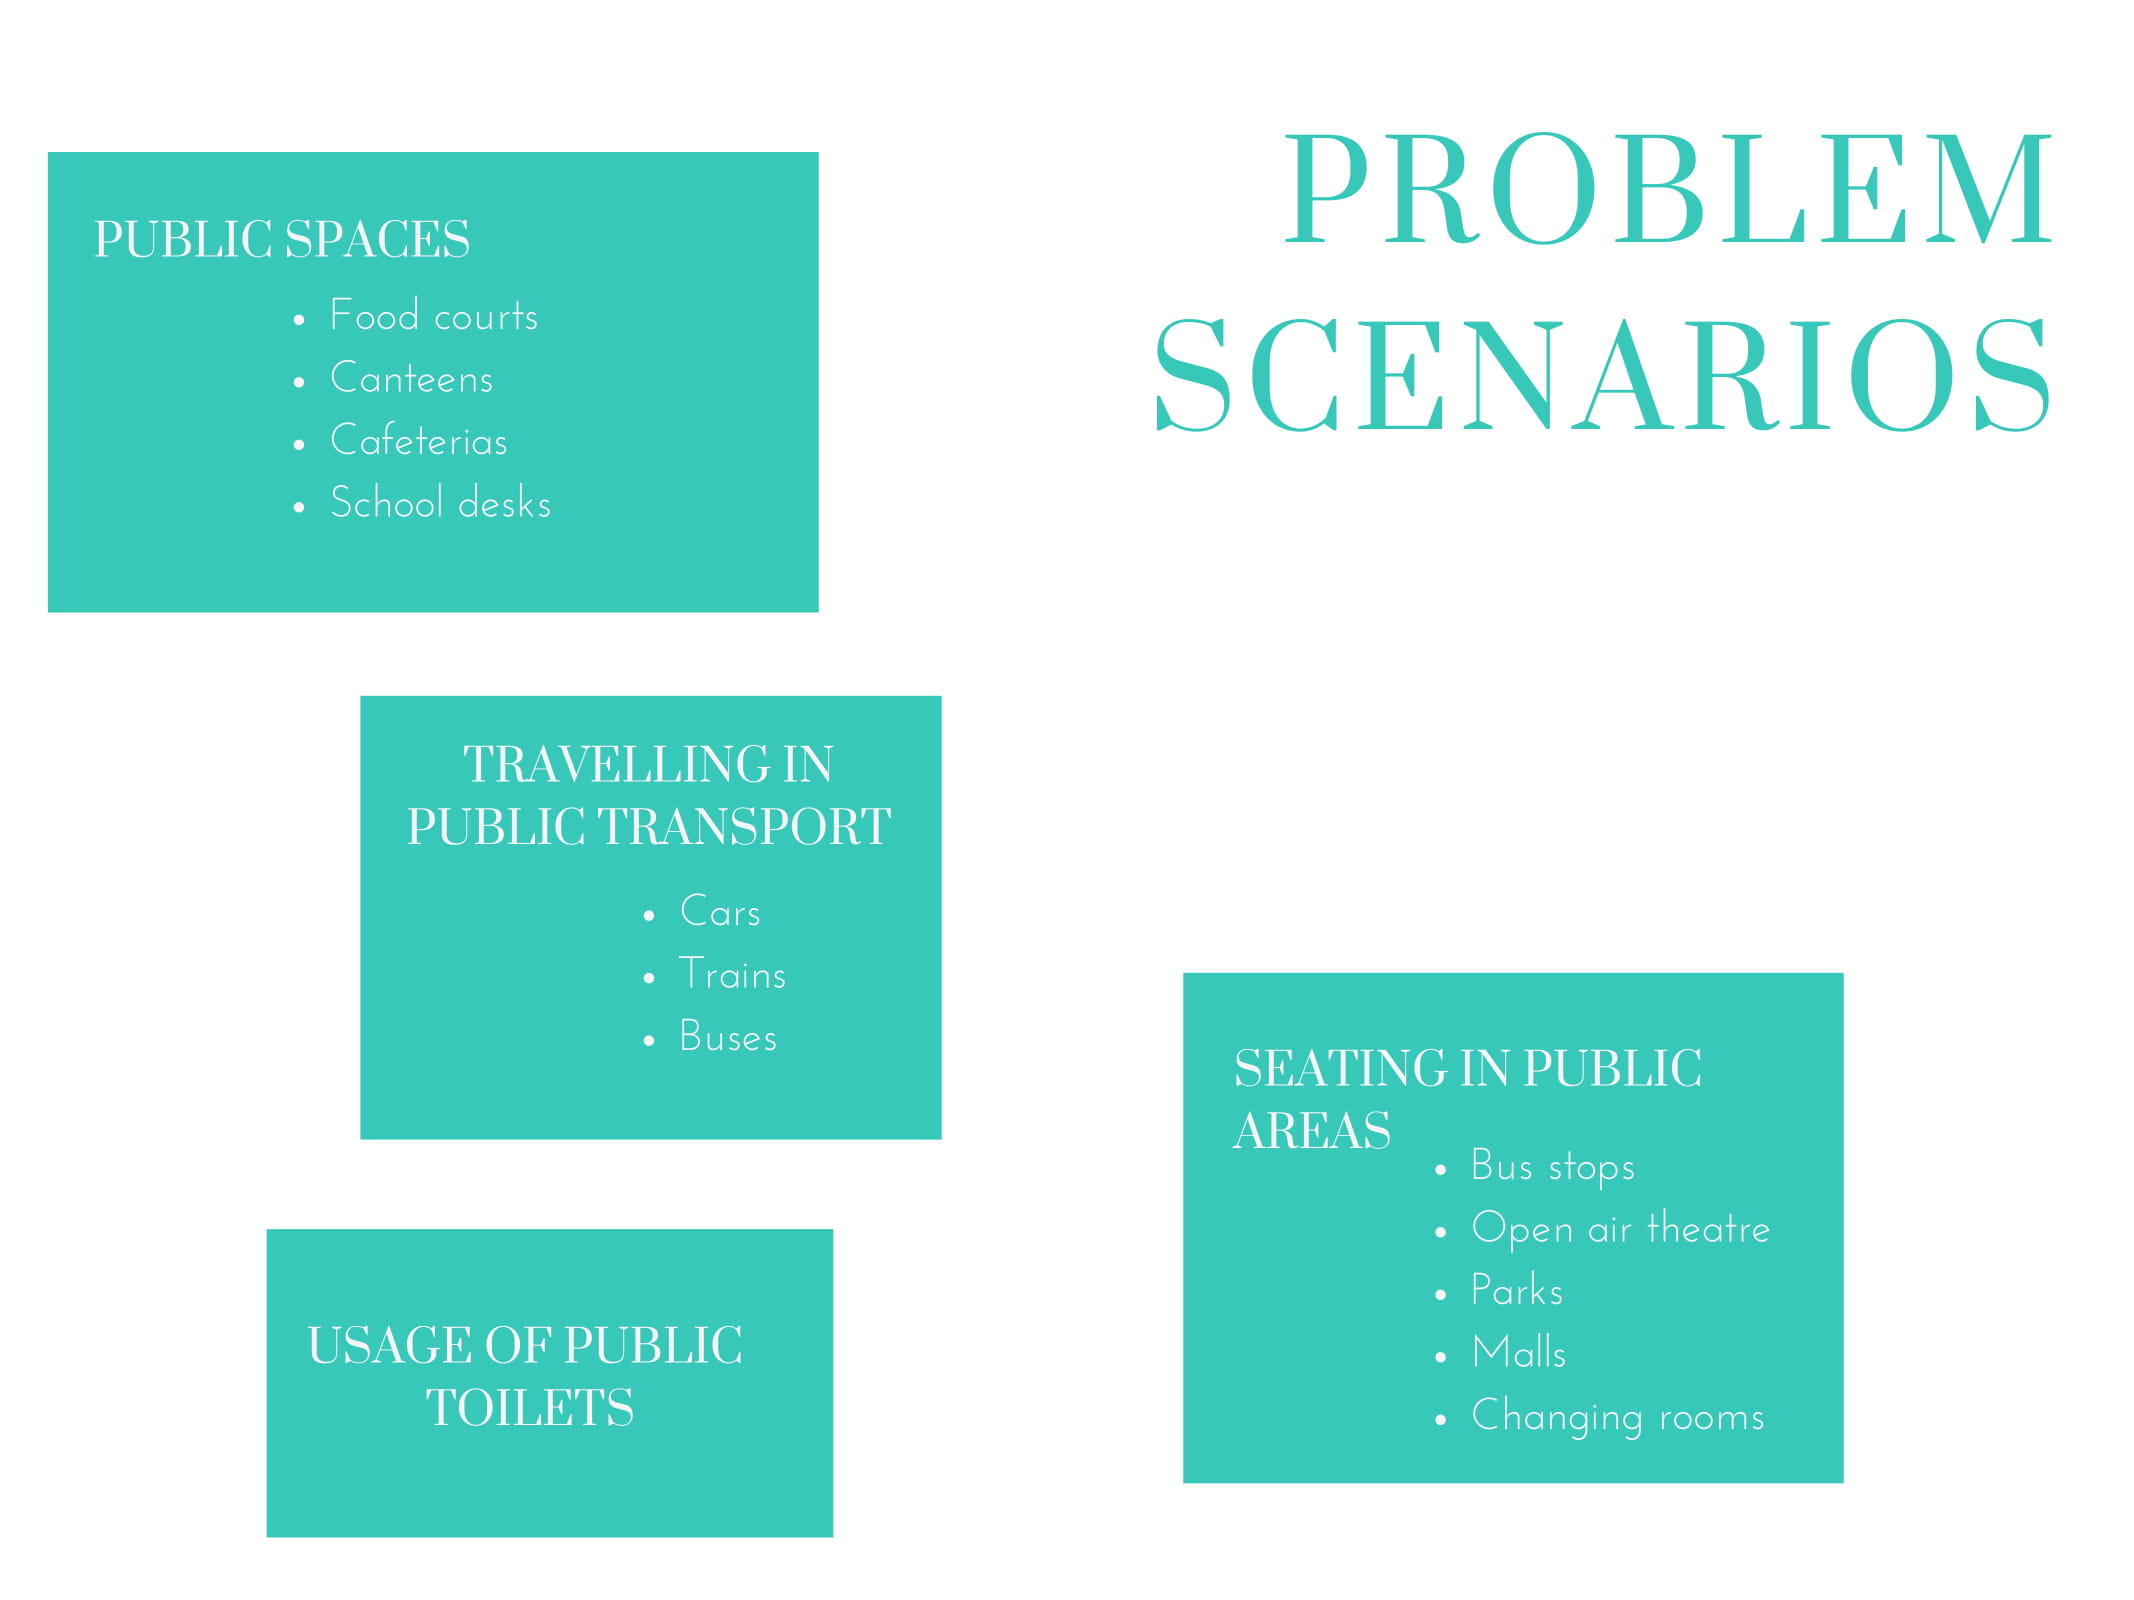 PROBLEM
SCENARIOS
PUBLIC SPACES
• Food courts
• Canteens
• Cafeterias
• School desks
TRAVELLING IN
PUBLIC TRANSPORT
• Cars
• Trains
• Buses
USAGE OF PUBLIC
TOILETS
SEATING IN PUBLIC
AREAS
• Bus stops
• Open air theatre
• Parks
• Malls
• Changing rooms